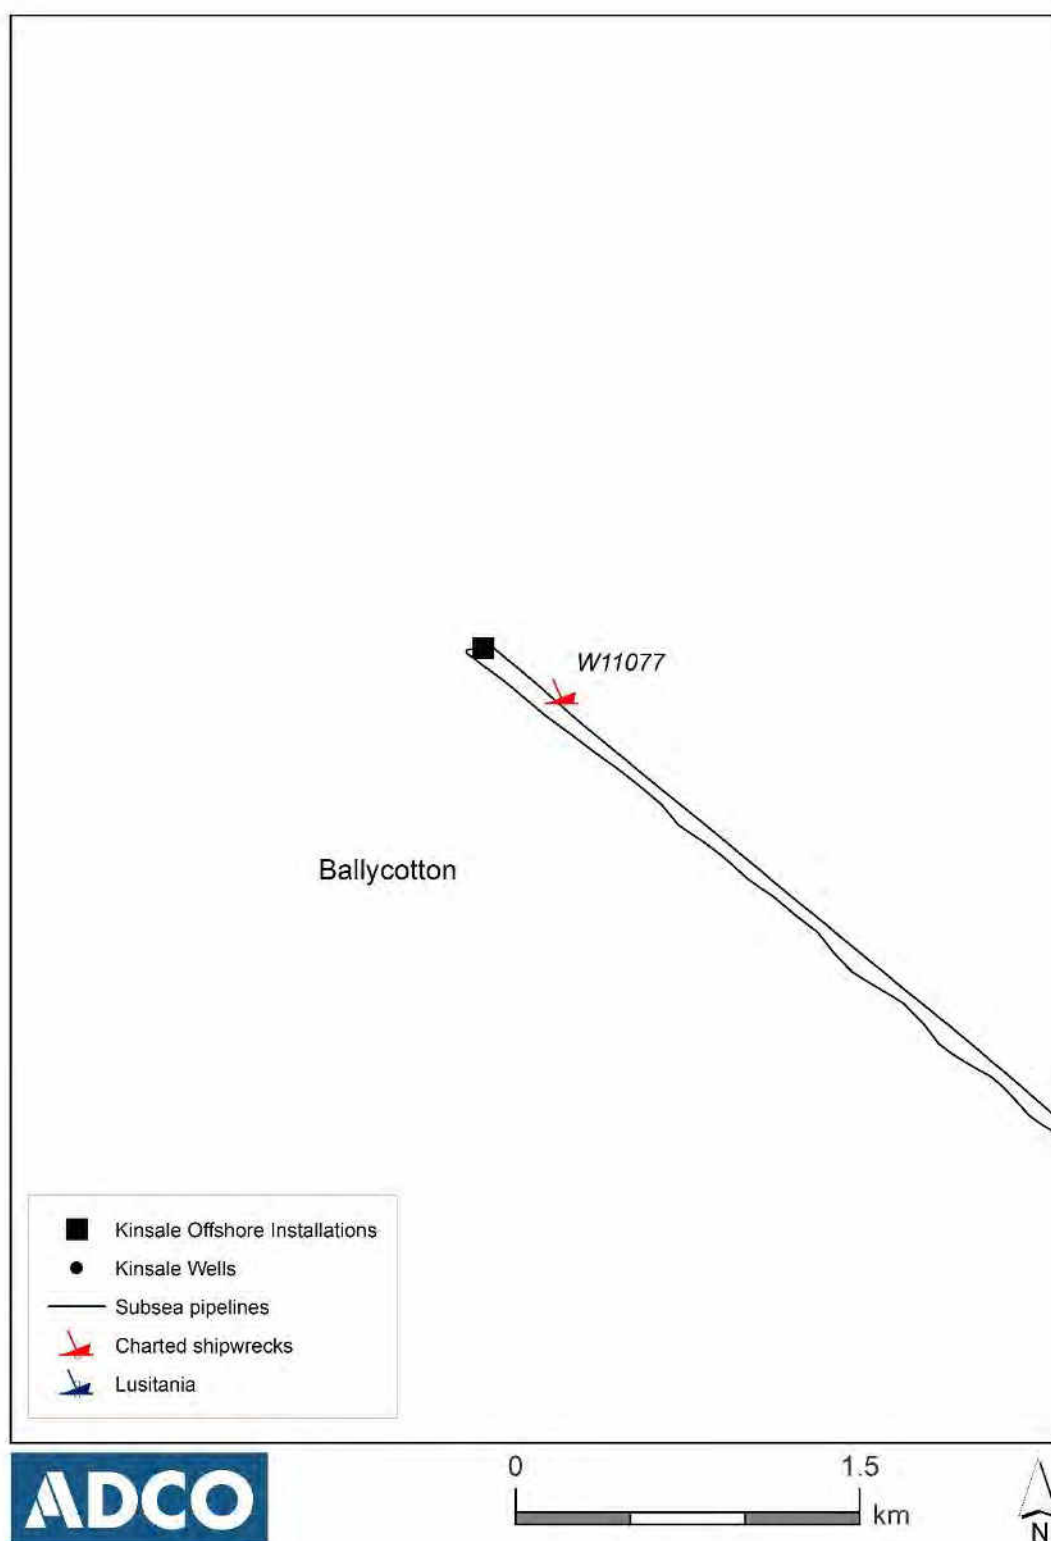 W11077
Ballycotton
Kinsale Offshore Installations
Kinsale Wells
Subsea pipelines
Charted shipwrecks
Lusitania
ADCO
0 1.5
km
N